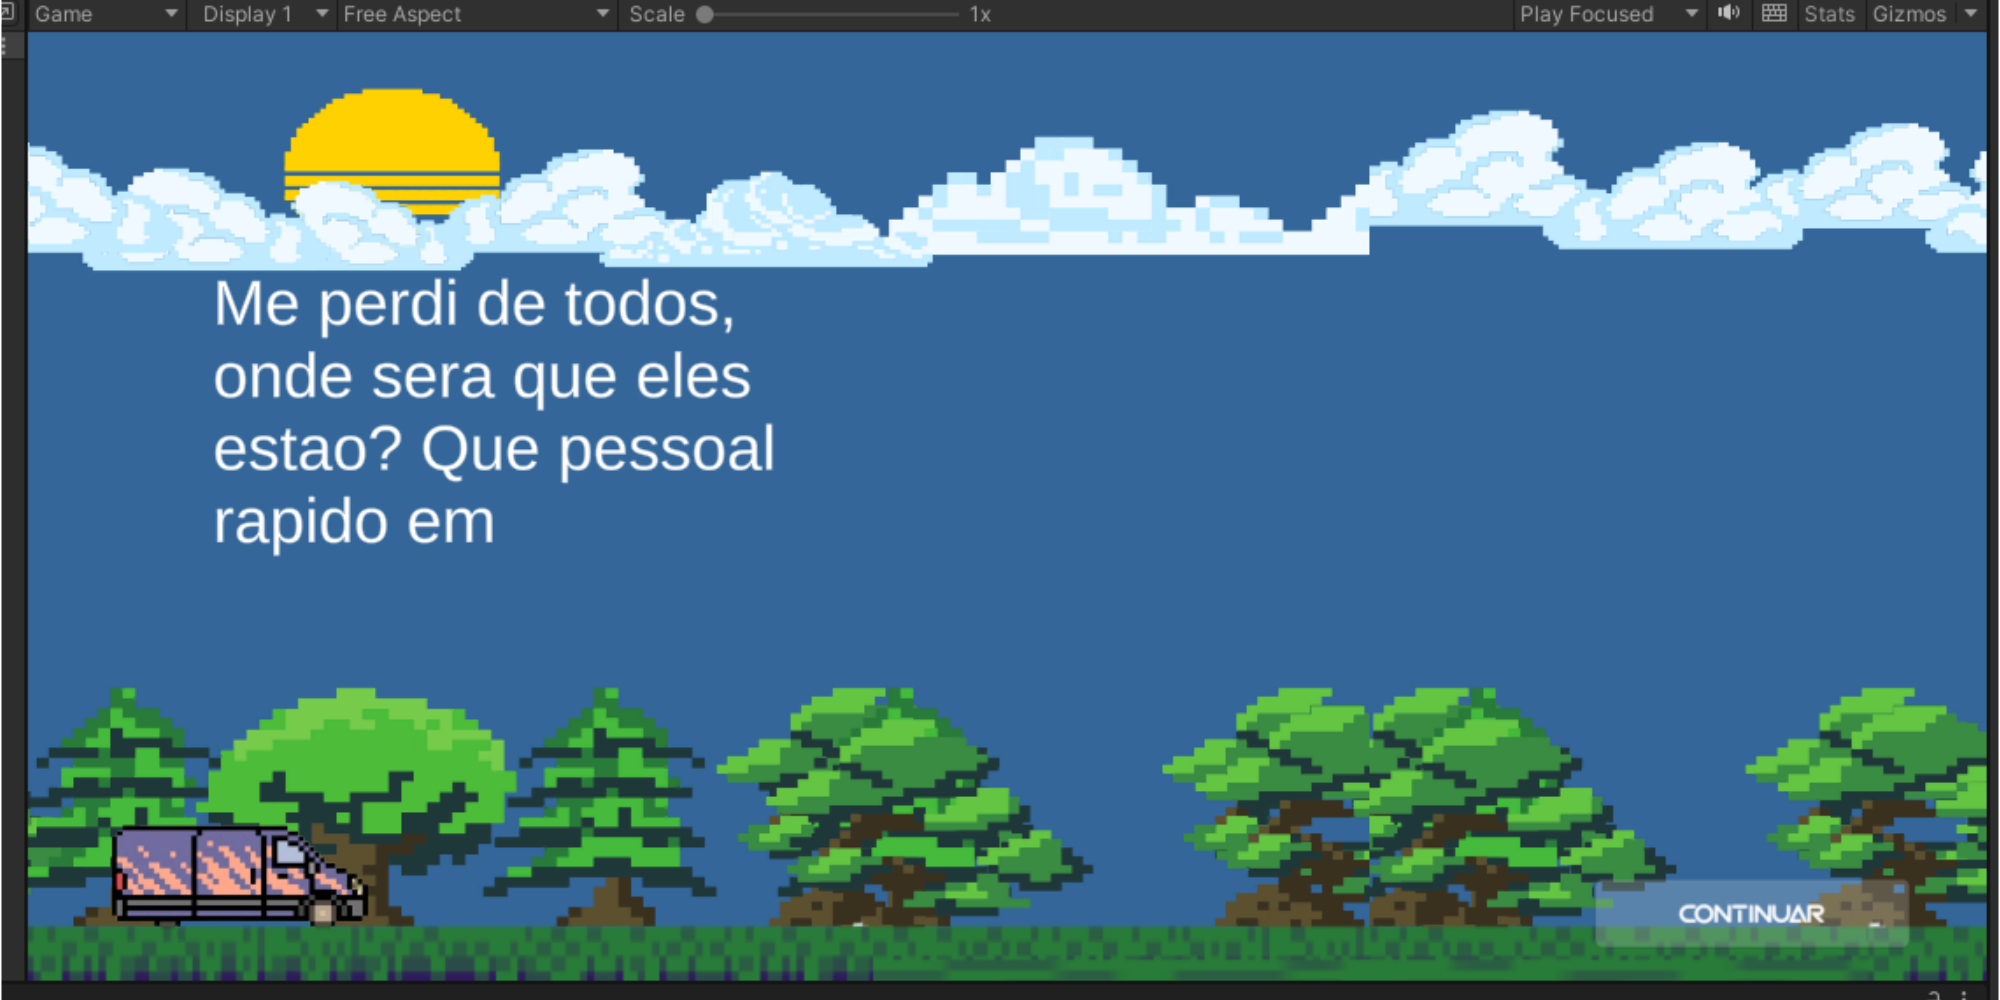 Game Display 1 Free Aspect Scale 1x Play Focused Stats Gizmos
Me perdi de todos,
onde sera que eles
estao? Que pessoal
rapido em
CONTINUAR